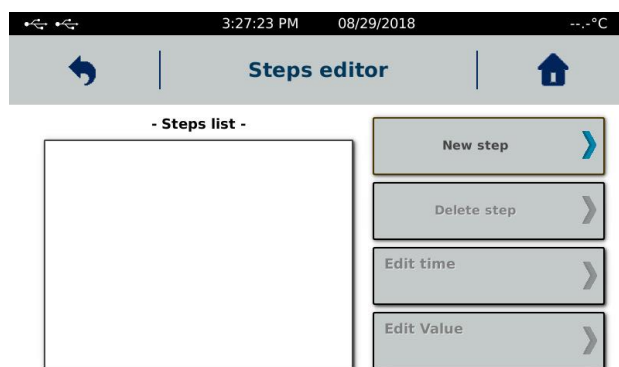 3:27:23 PM 08/29/2018 --.-°C
Steps editor
- Steps list -
New step
Delete step
Edit time
Edit Value